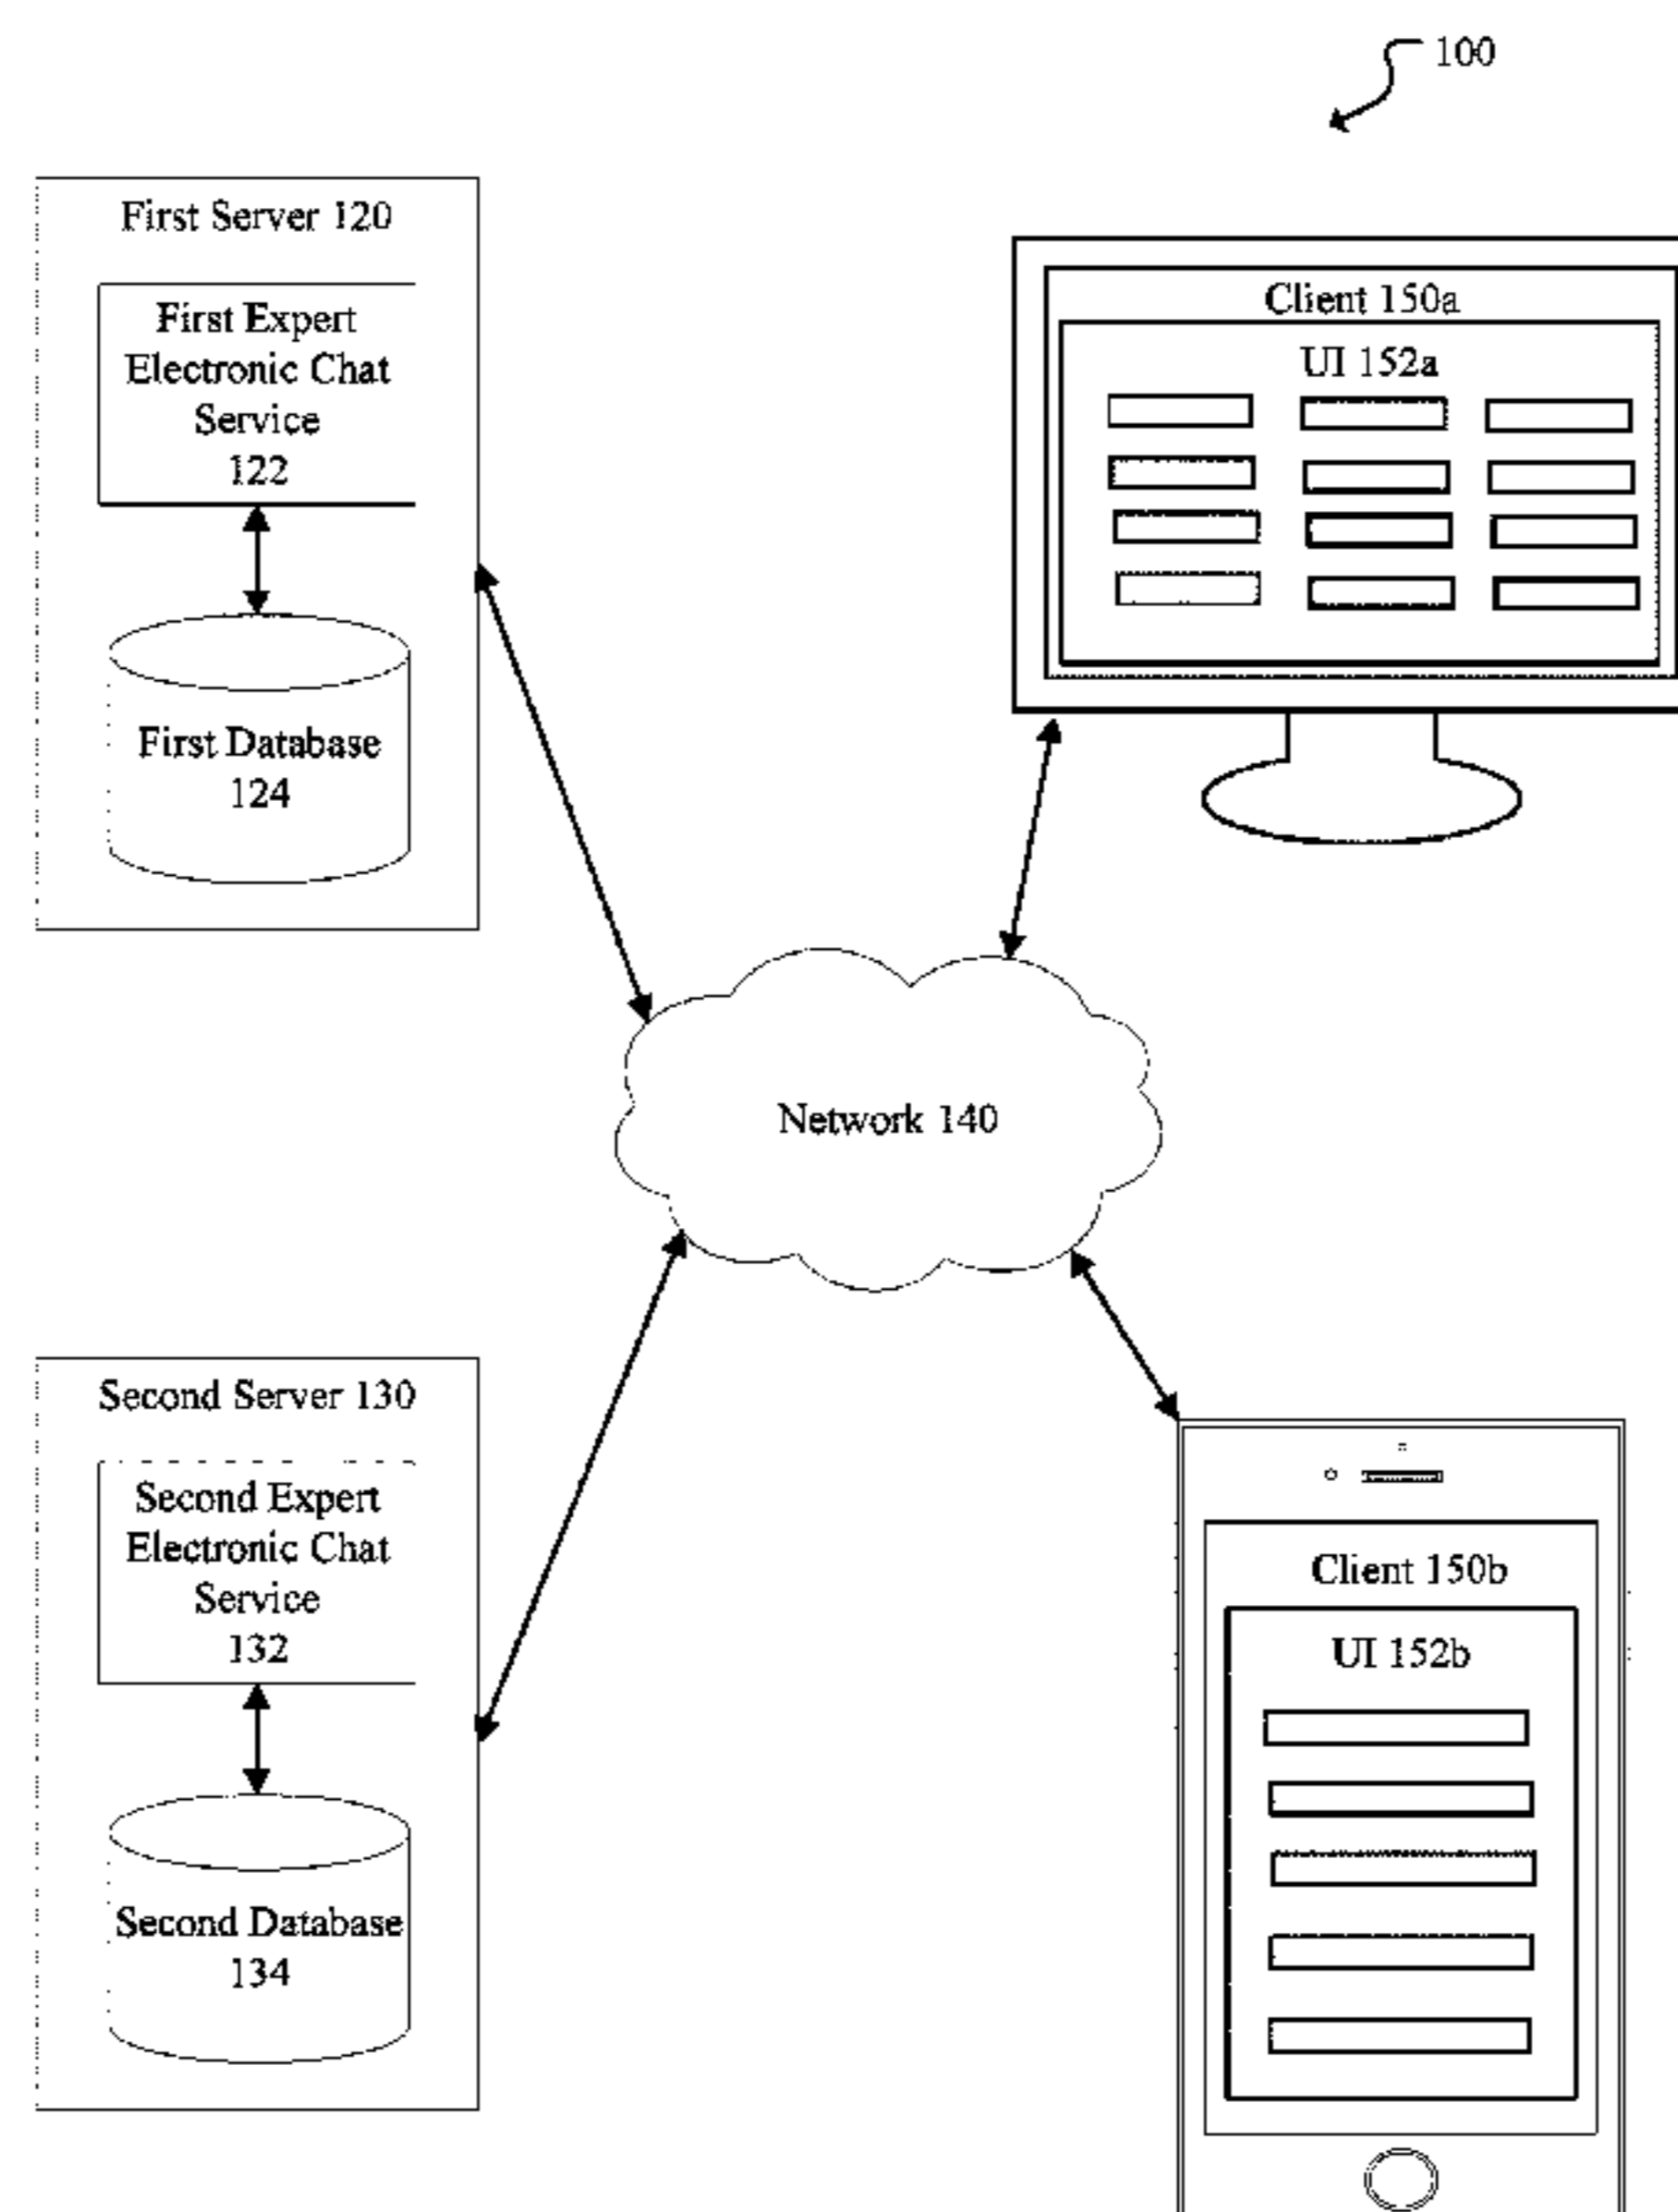 100
First Server 120
First Expert
Electronic Chat
Service
122
First Database
124
Client 150a
UI 152a
Network 140
Second Server 130
Second Expert
Electronic Chat
Service
132
Second Database
134
Client 150b
UI 152b